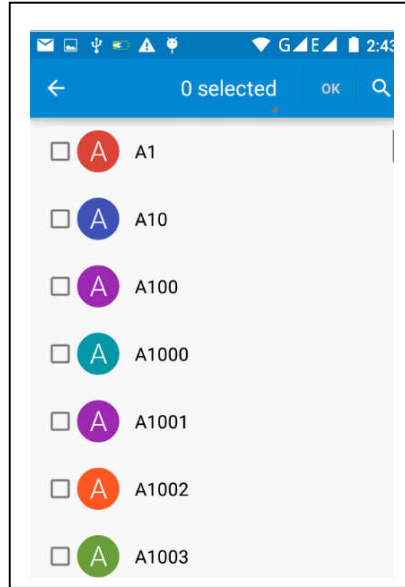 G E 2:43
0 selected OK
A A1
A A10
A A100
A A1000
A A1001
A A1002
A A1003